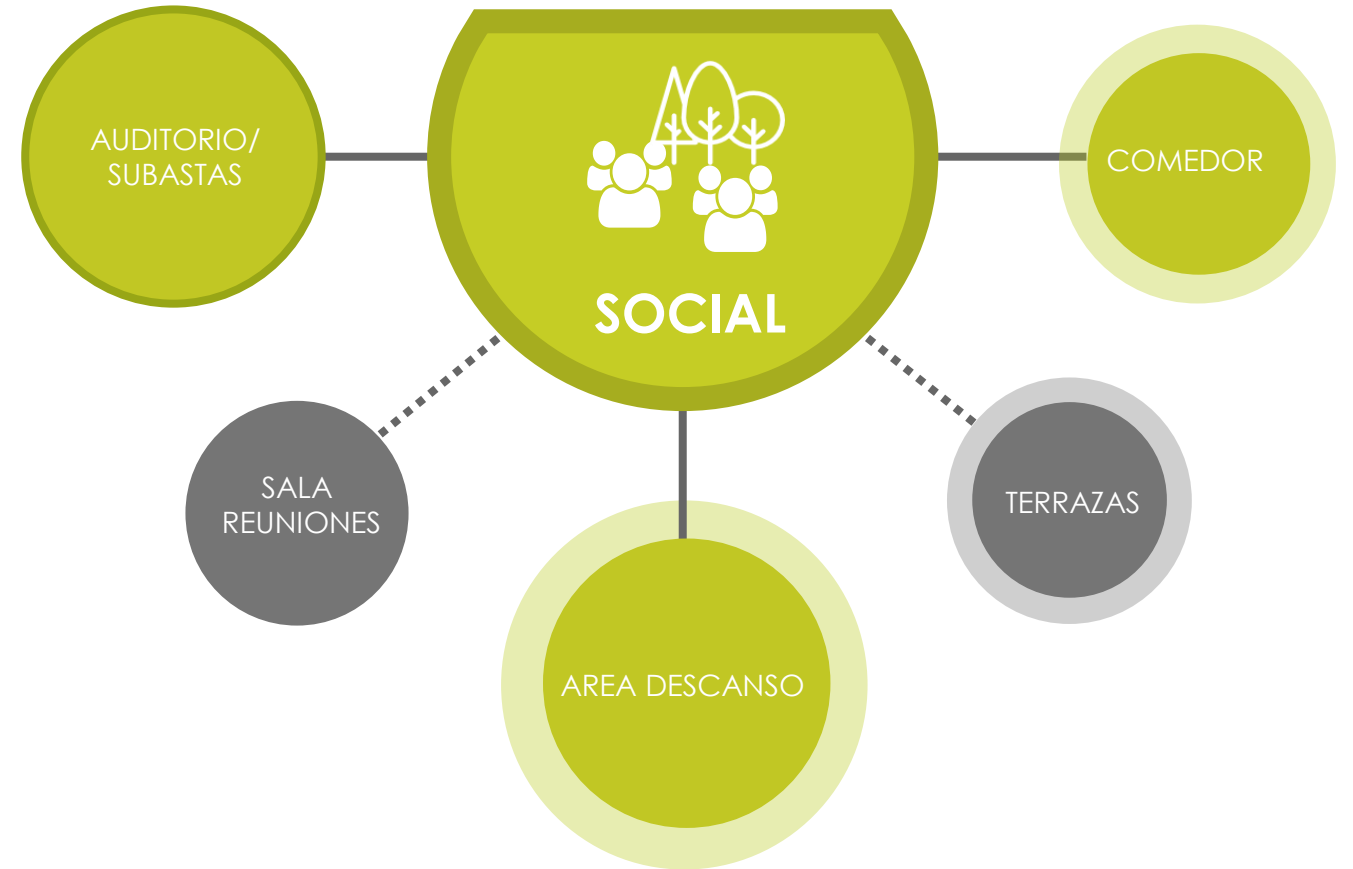 AUDITORIO/
SUBASTAS
SOCIAL
COMEDOR
SALA
REUNIONES
AREA DESCANSO
TERRAZAS